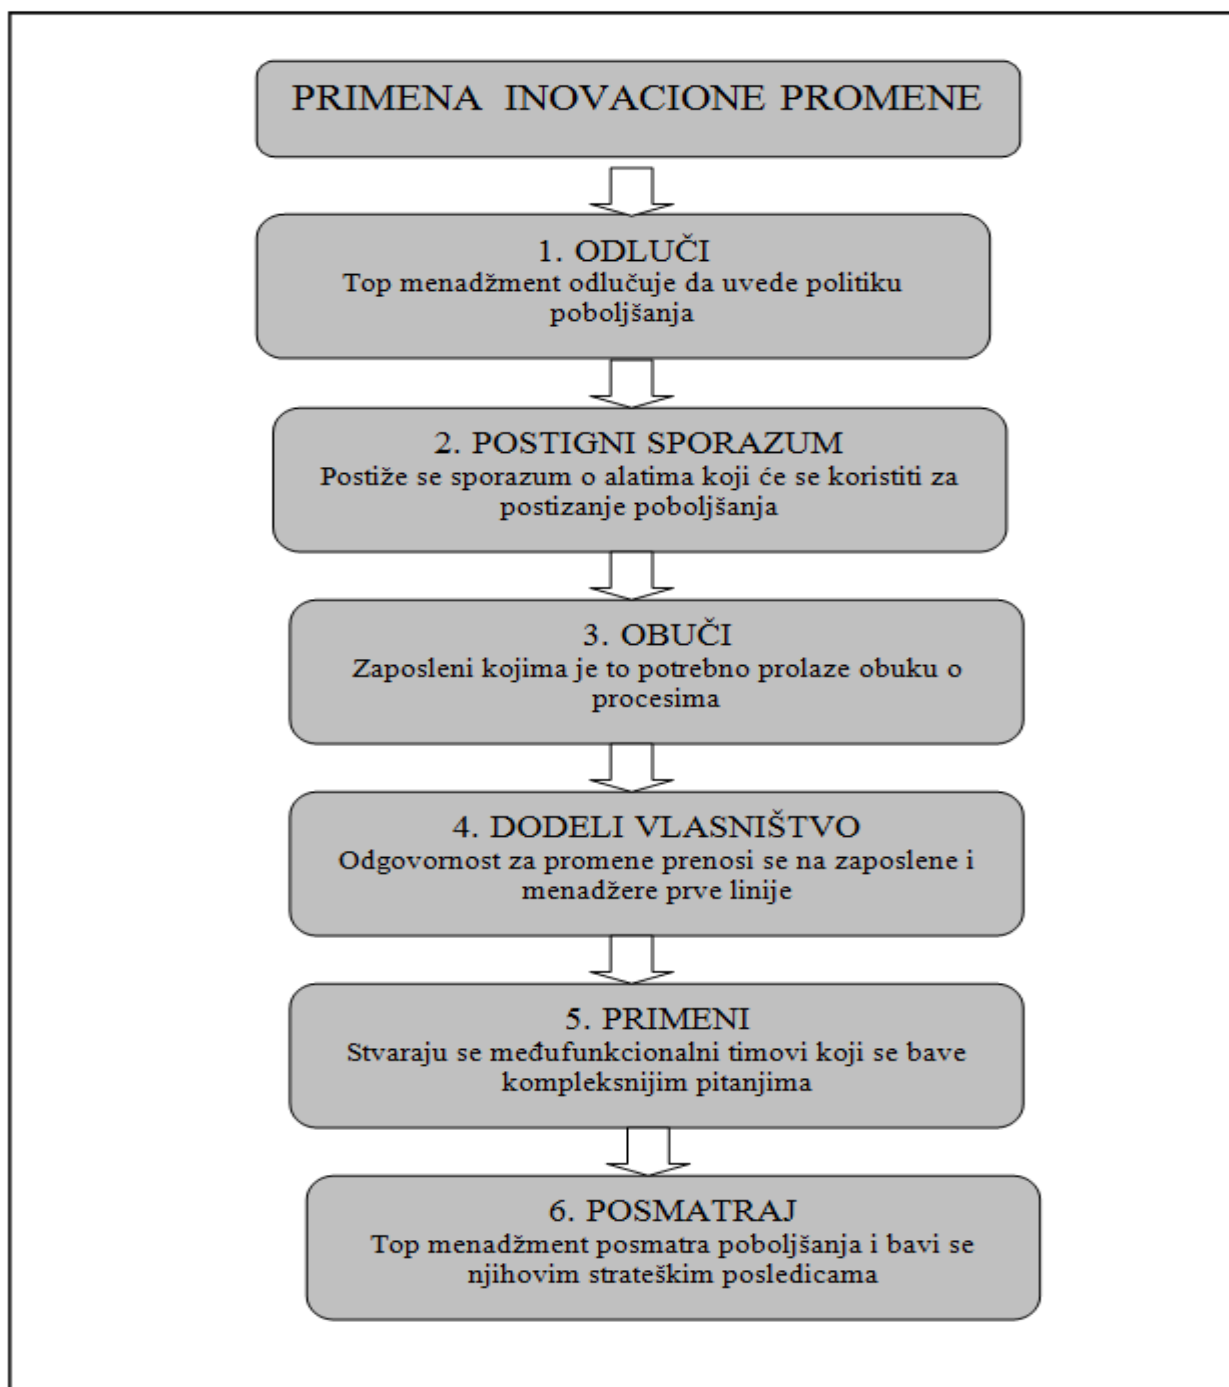 PRIMENA INOVACIONE PROMENE
1. ODLUČI
Top menadžment odlučuje da uvede politiku
poboljšanja
2. POSTIGNI SPORAZUM
Postiže se sporazum o alatima koji će se koristiti za
postizanje poboljšanja
3. OBUČI
Zaposleni kojima je to potrebno prolaze obuku o
procesima
4. DODELI VLASNIŠTVO
Odgovornost za promene prenosi se na zaposlene i
menadžere prve linije
5. PRIMENI
Stvaraju se međufunkcionalni timovi koji se bave
kompleksnijim pitanjima
6. POSMATRAJ
Top menadžment posmatra poboljšanja i bavi se
njihovim strateškim posledicama